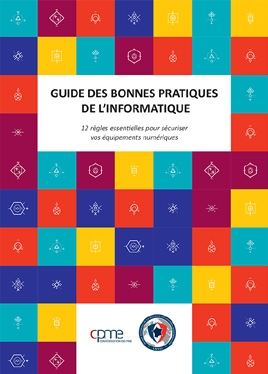 GUIDE DES BONNES PRATIQUES
DE L'INFORMATIQUE
12 règles essentielles pour sécuriser
vos équipements numériques
cpme